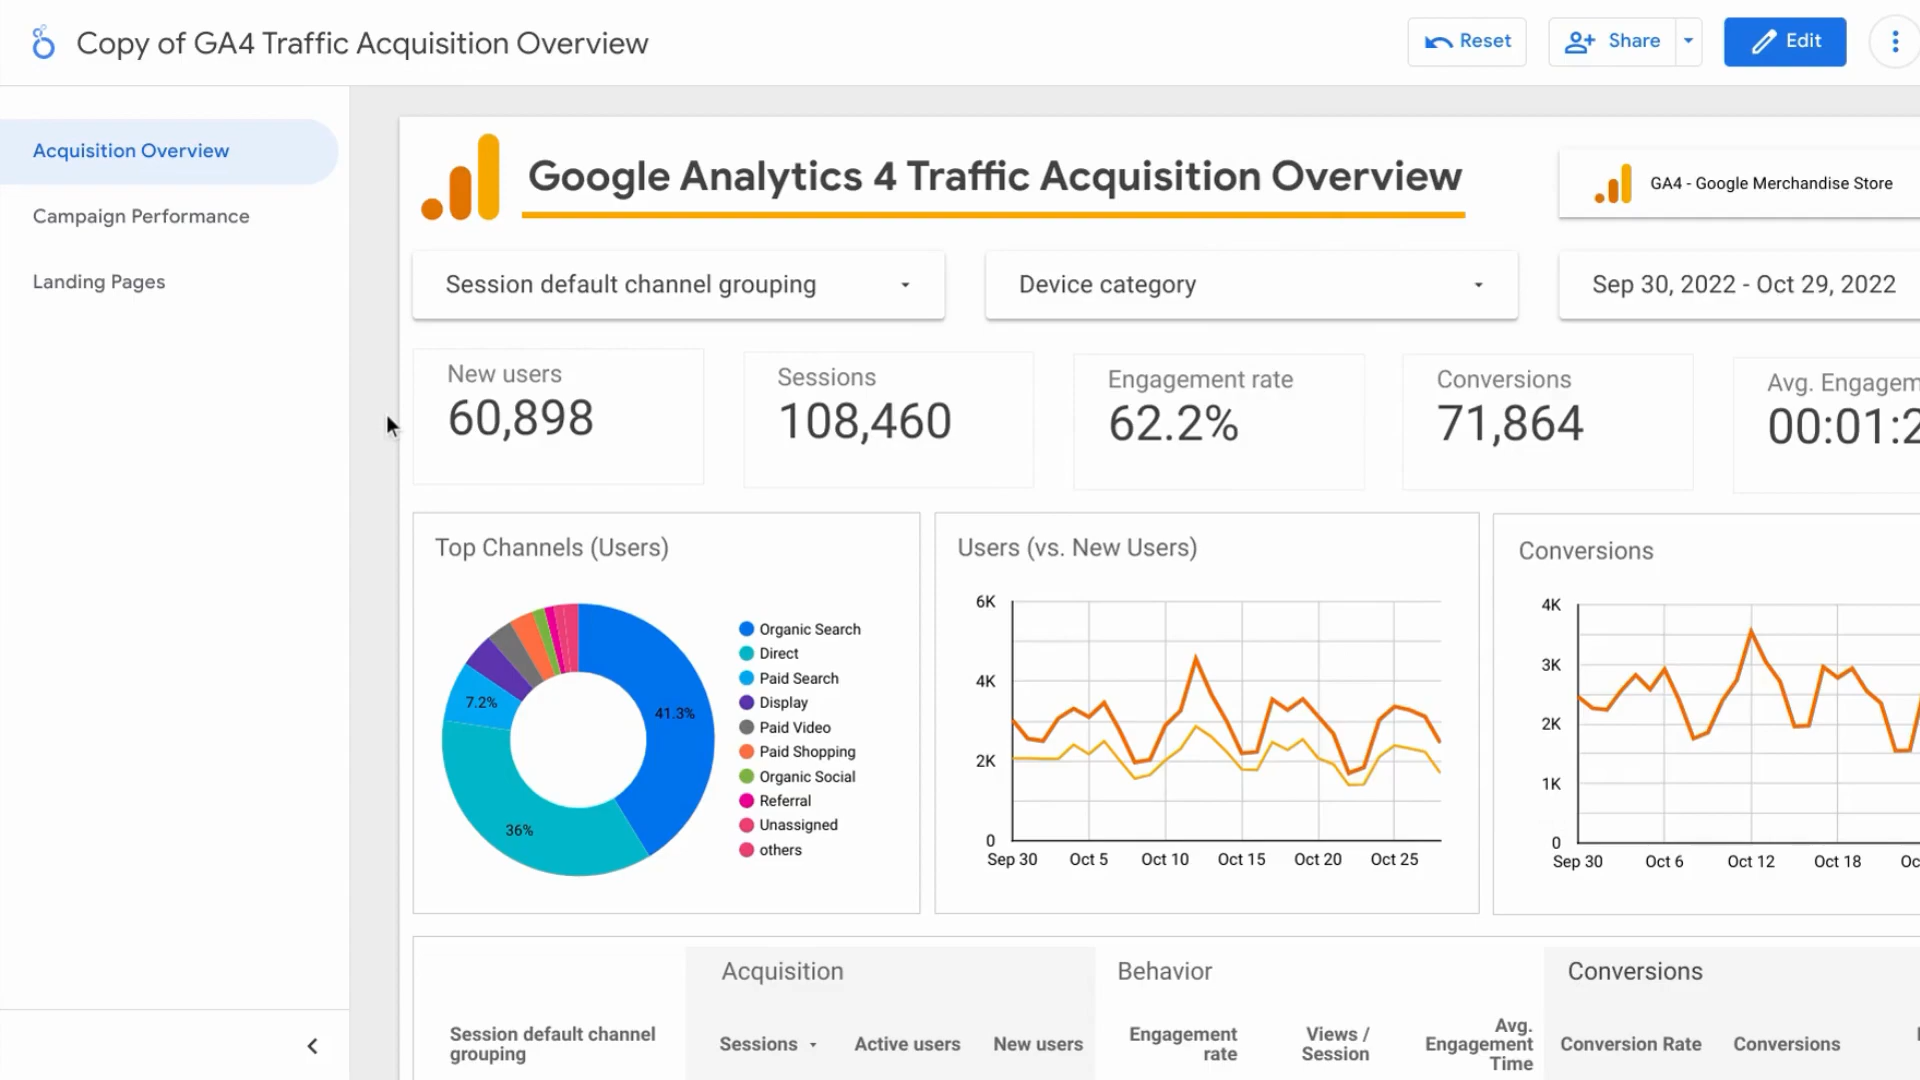 Copy of GA4 Traffic Acquisition Overview
Reset
Share
Edit
Acquisition Overview
Campaign Performance
Landing Pages
Google Analytics 4 Traffic Acquisition Overview
GA4 - Google Merchandise Store
Session default channel grouping
Device category
Sep 30, 2022 - Oct 29, 2022
New users
60,898
Sessions
108,460
Engagement rate
62.2%
Conversions
71,864
Avg. Engagem
00:01:2
Top Channels (Users)
41.3%
36%
7.2%
Organic Search
Direct
Paid Search
Display
Paid Video
Paid Shopping
Organic Social
Referral
Unassigned
others
Users (vs. New Users)
6K
4K
2K
0
Sep 30 Oct 5 Oct 10 Oct 15 Oct 20 Oct 25
Conversions
4K
3K
2K
1K
0
Sep 30 Oct 6 Oct 12 Oct 18 Oc
Acquisition
Behavior
Conversions
Session default channel
grouping
Sessions
Active users
New users
Engagement
rate
Views /
Session
Avg.
Engagement
Time
Conversion Rate
Conversions